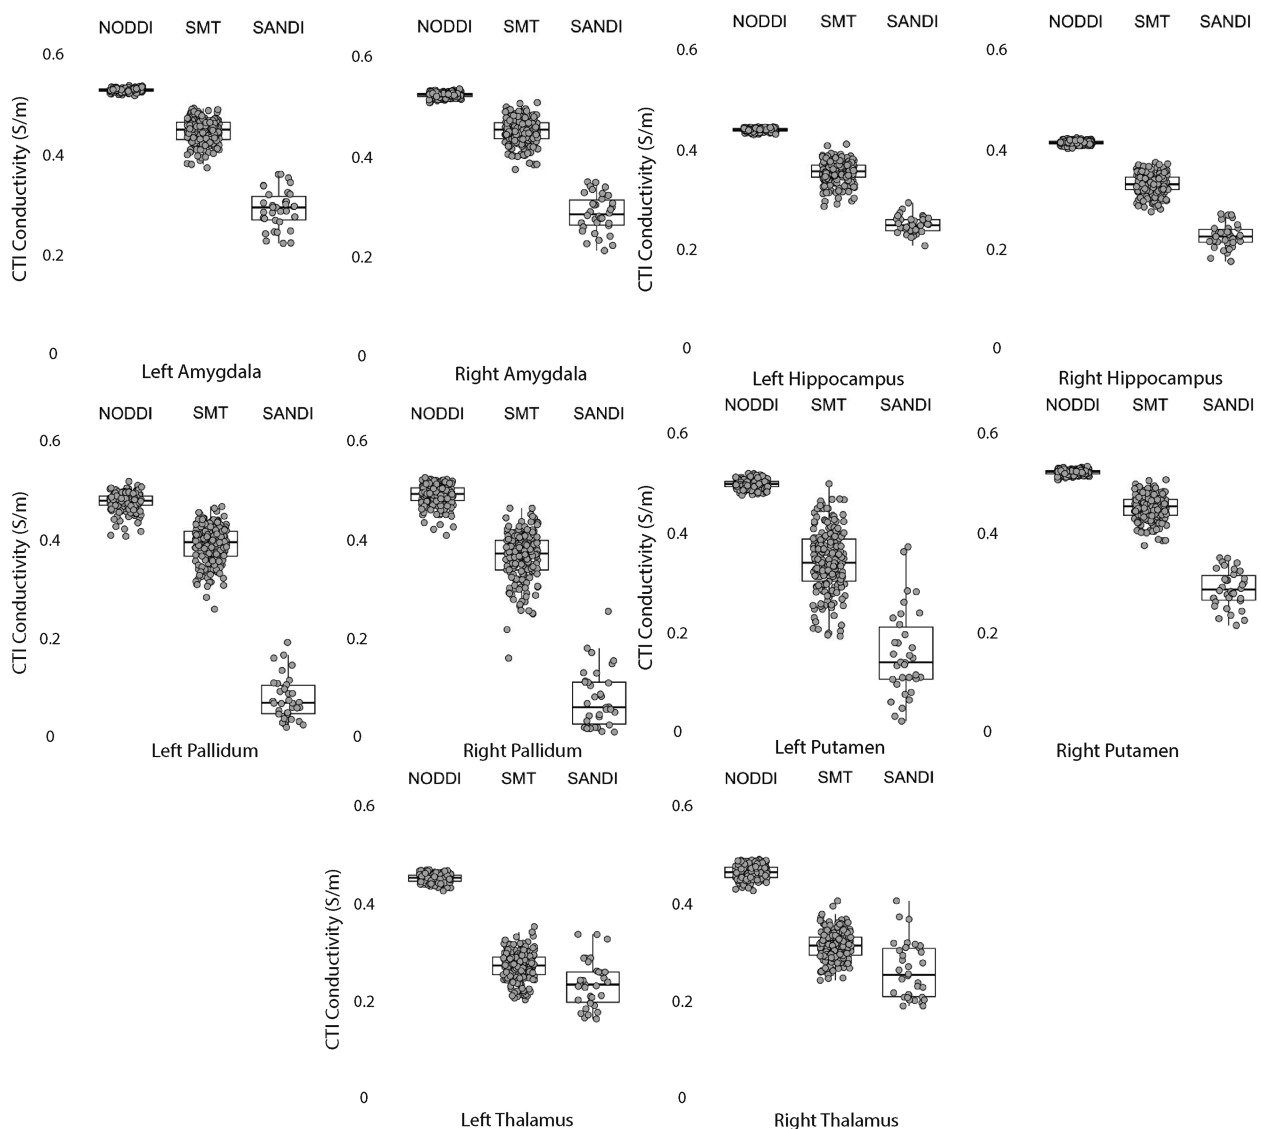 NODDI SMT SANDI
0.6
0.4
0.2
0
CTI Conductivity (S/m)
Left Amygdala
NODDI SMT SANDI
0.6
0.4
0.2
0
Right Amygdala
NODDI SMT SANDI
0.6
0.4
0.2
0
CTI Conductivity (S/m)
Left Hippocampus
NODDI SMT SANDI
0.6
0.4
0.2
0
Right Hippocampus
NODDI SMT SANDI
0.6
0.4
0.2
0
CTI Conductivity (S/m)
Left Pallidum
NODDI SMT SANDI
0.6
0.4
0.2
0
Right Pallidum
NODDI SMT SANDI
0.6
0.4
0.2
0
CTI Conductivity (S/m)
Left Putamen
NODDI SMT SANDI
0.6
0.4
0.2
0
Right Putamen
NODDI SMT SANDI
0.6
0.4
0.2
0
CTI Conductivity (S/m)
Left Thalamus
NODDI SMT SANDI
0.6
0.4
0.2
0
Right Thalamus